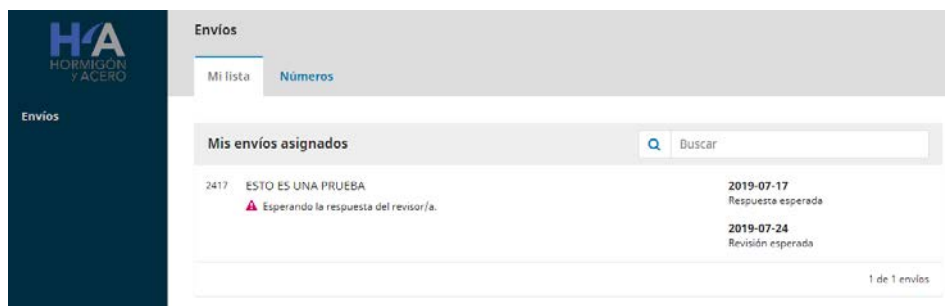 HA
HORMIGÓN
Y ACERO
Envíos
Envíos
Mi lista Números
Mis envíos asignados Buscar
2417 ESTO ES UNA PRUEBA
Esperando la respuesta del revisor/a.
2019-07-17
Respuesta esperada
2019-07-24
Revisión esperada
1 de 1 envíos